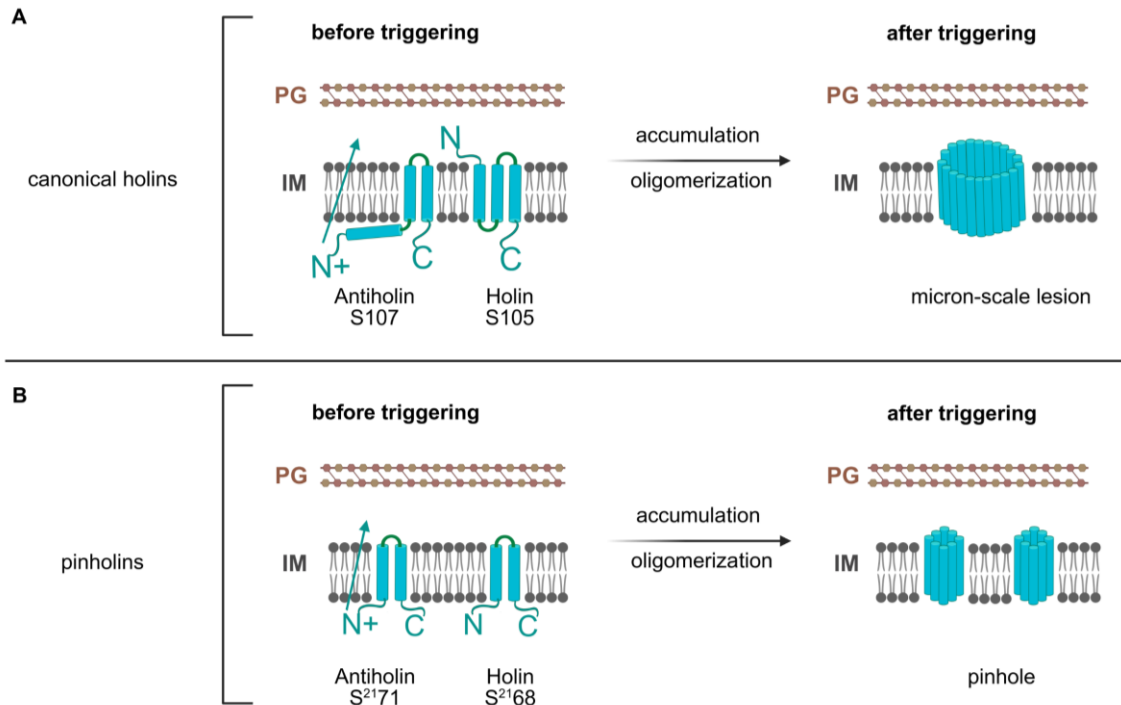 A
before triggering
after triggering
PG
PG
canonical holins
IM
N
N+
C
C
accumulation
oligomerization
IM
Antiholin
S107
Holin
S105
micron-scale lesion
B
before triggering
after triggering
PG
PG
pinholins
IM
N+
C
N
C
accumulation
oligomerization
IM
Antiholin
S²¹71
Holin
S²¹68
pinhole